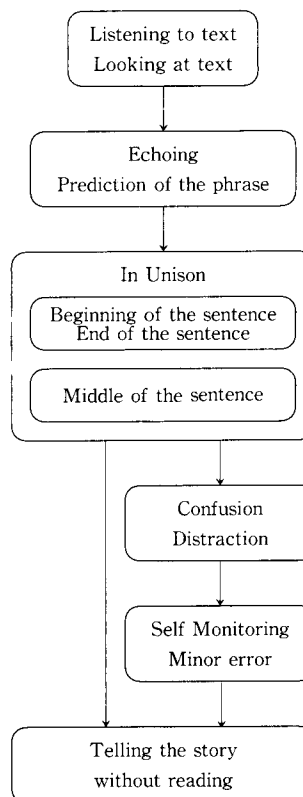 Listening to text
Looking at text
Echoing
Prediction of the phrase
In Unison
Beginning of the sentence
End of the sentence
Middle of the sentence
Confusion
Distraction
Self Monitoring
Minor error
Telling the story
without reading